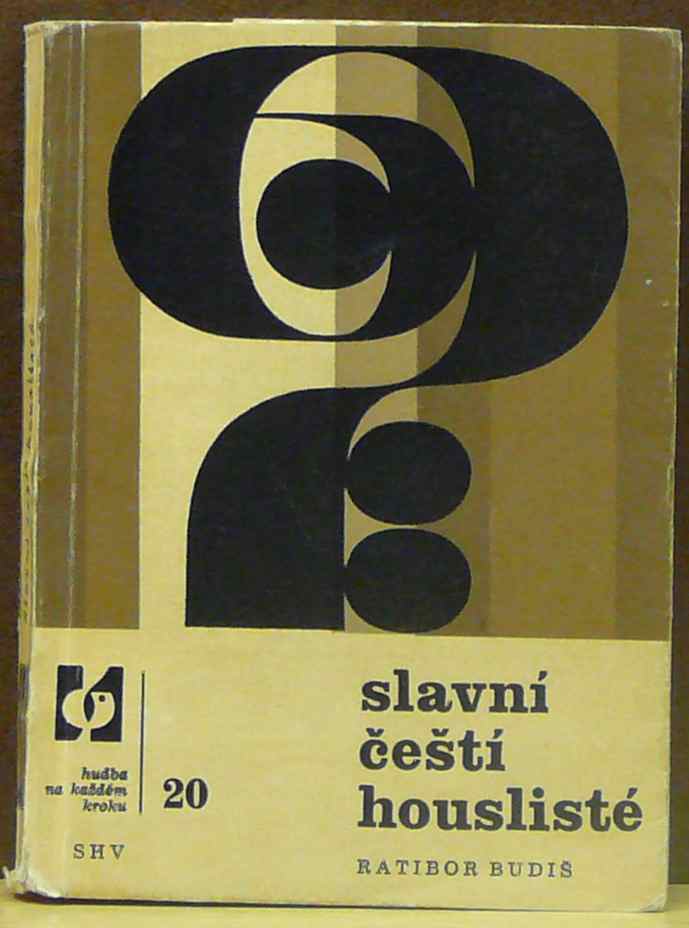 slavní
čeští
houslisté
RATIBOR BUDIŠ
hudba
na každém
kroku
20
SHV